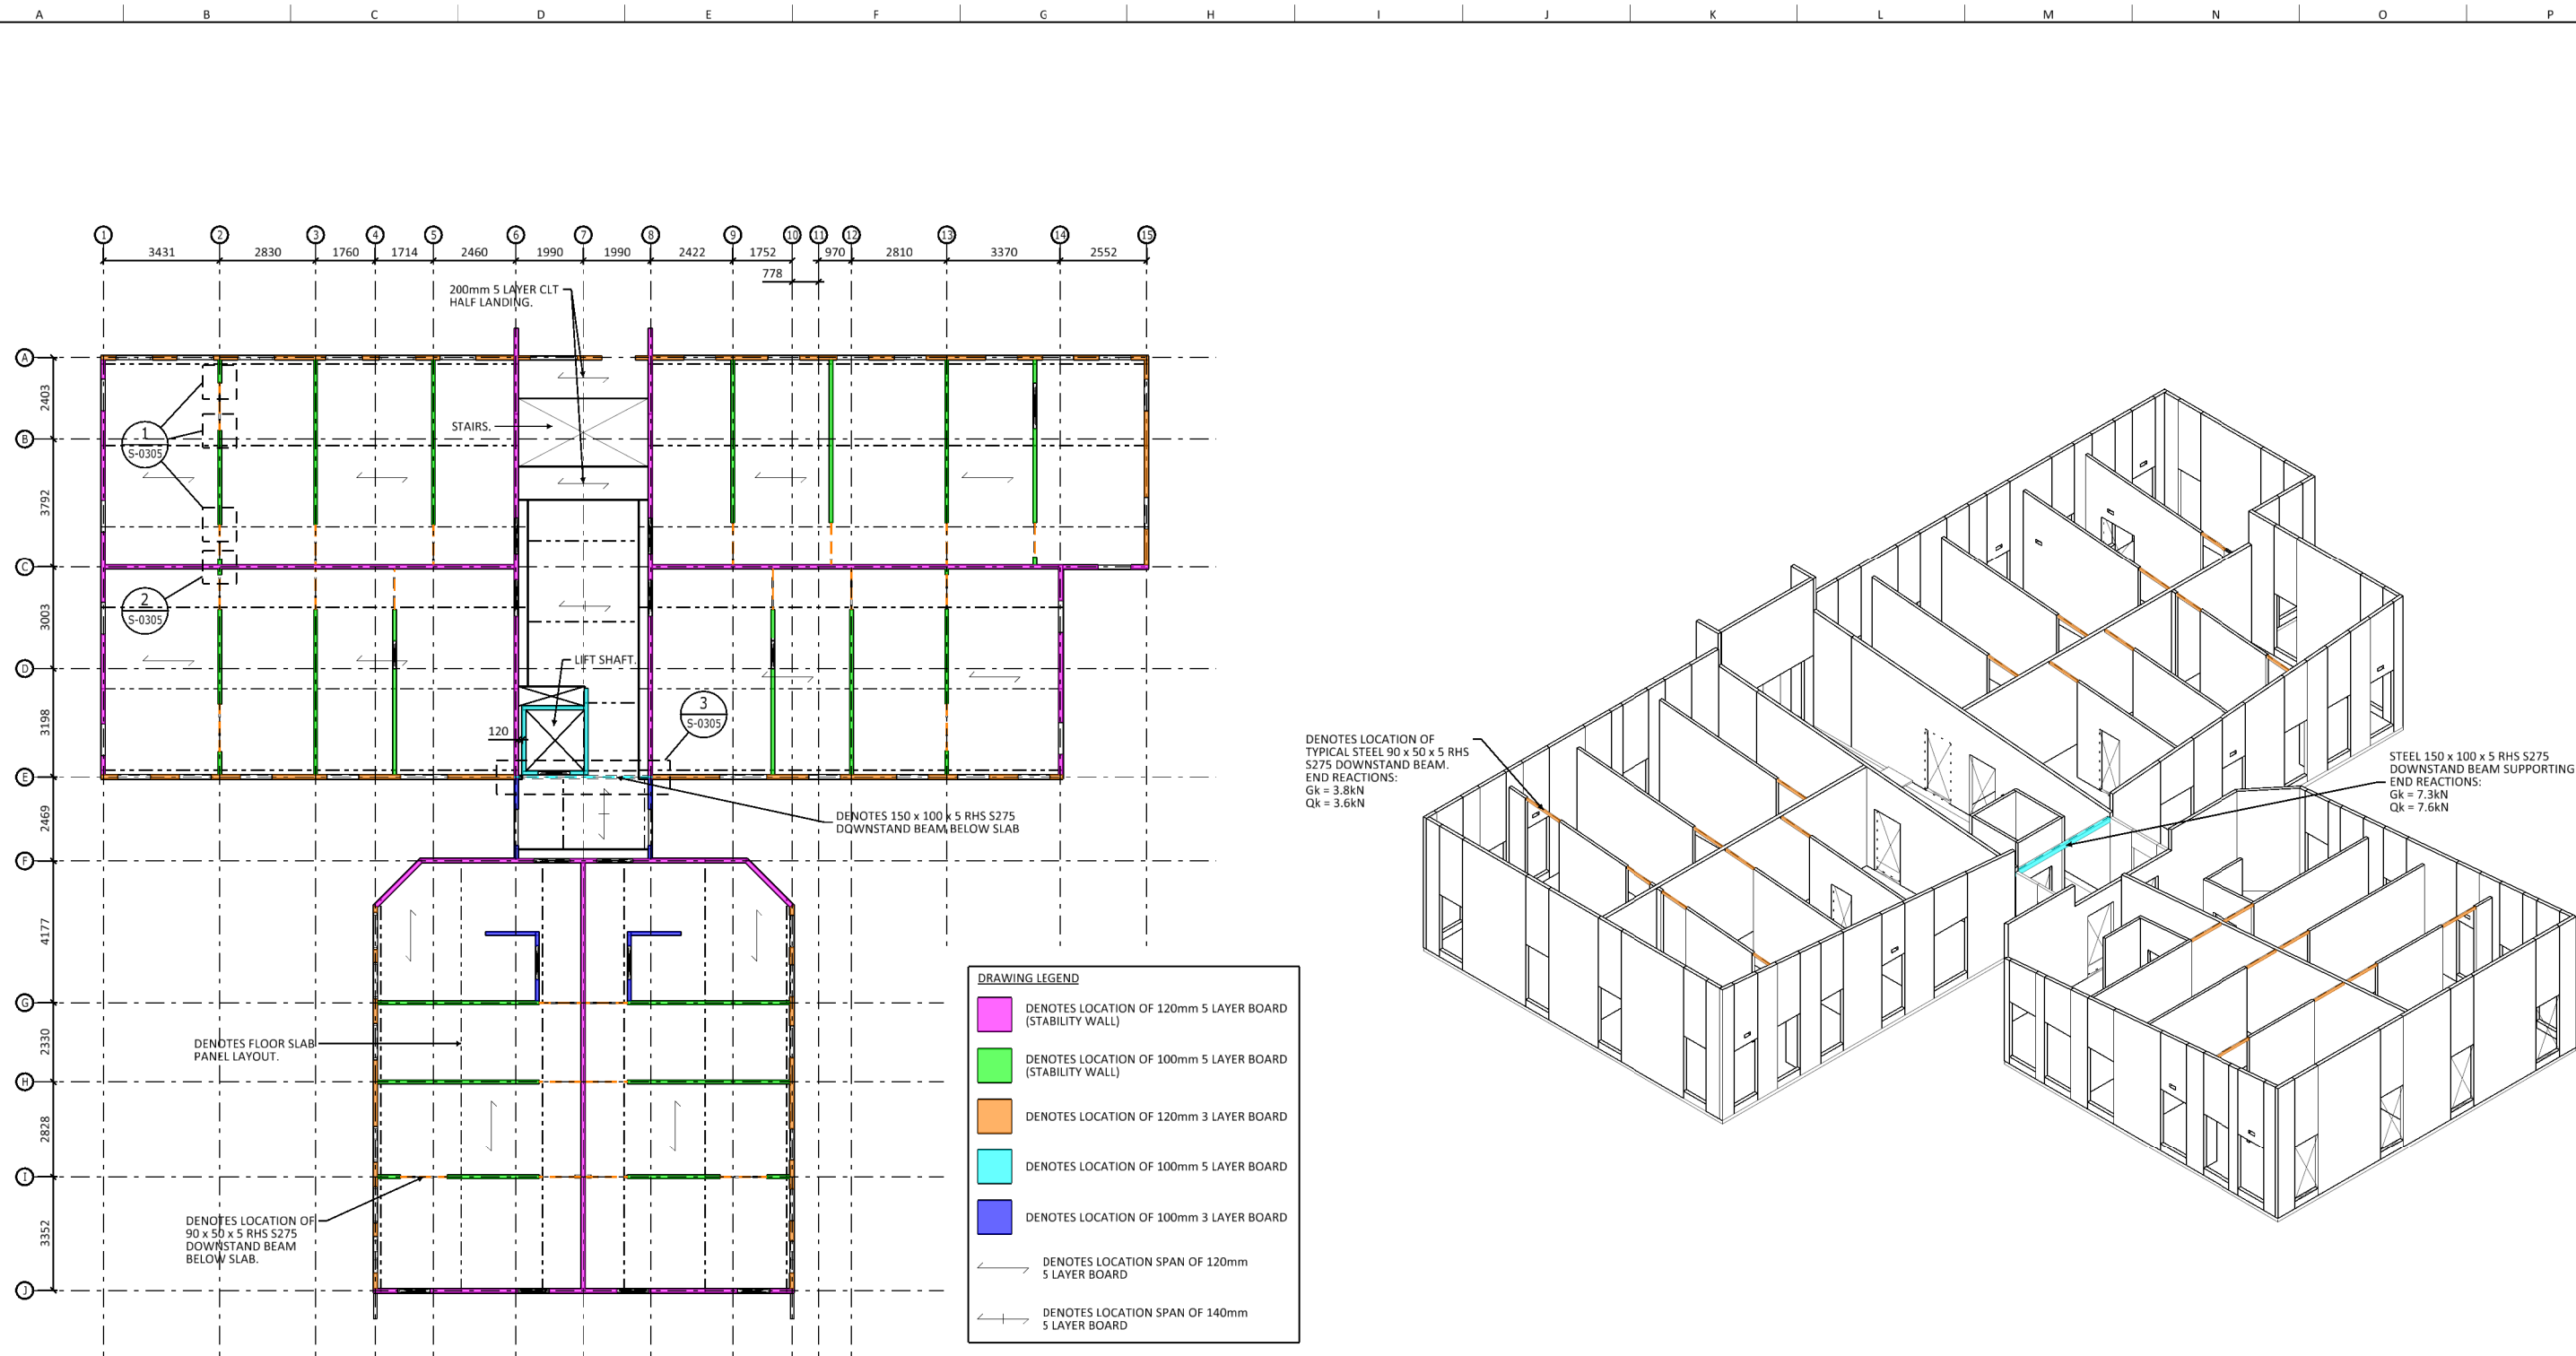 A B C D E F G H I J K L M N O P
1 2 3 4 5 6 7 8 9 10 11 12 13 14 15
3431 2830 1760 1714 2460 1990 1990 2422 1752 970 2810 3370 2552
778
200mm 5 LAYER CLT
HALF LANDING.
A
2403
STAIRS.
B
1
S-0305
3792
C
2
S-0305
3003
LIFT SHAFT.
D
3198
3
S-0305
120
E
2469
DENOTES 150 x 100 x 5 RHS S275
DOWNSTAND BEAM BELOW SLAB
F
4177
G
DENOTES FLOOR SLAB
PANEL LAYOUT.
2330
H
2828
I
DENOTES LOCATION OF
90 x 50 x 5 RHS S275
DOWNSTAND BEAM
BELOW SLAB.
3352
J
DRAWING LEGEND
DENOTES LOCATION OF 120mm 5 LAYER BOARD
(STABILITY WALL)
DENOTES LOCATION OF 100mm 5 LAYER BOARD
(STABILITY WALL)
DENOTES LOCATION OF 120mm 3 LAYER BOARD
DENOTES LOCATION OF 100mm 5 LAYER BOARD
DENOTES LOCATION OF 100mm 3 LAYER BOARD
DENOTES LOCATION SPAN OF 120mm
5 LAYER BOARD
DENOTES LOCATION SPAN OF 140mm
5 LAYER BOARD
DENOTES LOCATION OF
TYPICAL STEEL 90 x 50 x 5 RHS
S275 DOWNSTAND BEAM.
END REACTIONS:
Gk = 3.8kN
Qk = 3.6kN
STEEL 150 x 100 x 5 RHS S275
DOWNSTAND BEAM SUPPORTING
END REACTIONS:
Gk = 7.3kN
Qk = 7.6kN